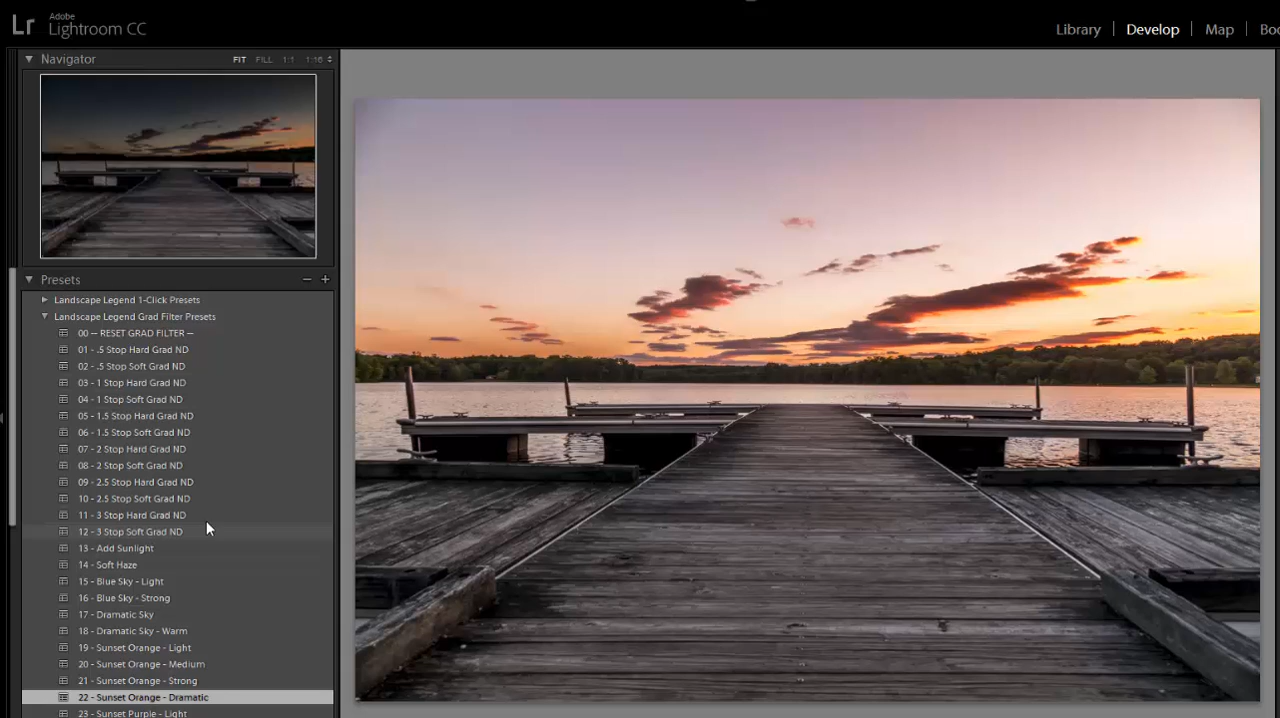 Lr Adobe
Lightroom CC
Library | Develop | Map |
Navigator FIT FILL 1:1 1:16
Presets
Landscape Legend 1-Click Presets
Landscape Legend Grad Filter Presets
00 -- RESET GRAD FILTER --
01 - .5 Stop Hard Grad ND
02 - .5 Stop Soft Grad ND
03 - 1 Stop Hard Grad ND
04 - 1 Stop Soft Grad ND
05 - 1.5 Stop Hard Grad ND
06 - 1.5 Stop Soft Grad ND
07 - 2 Stop Hard Grad ND
08 - 2 Stop Soft Grad ND
09 - 2.5 Stop Hard Grad ND
10 - 2.5 Stop Soft Grad ND
11 - 3 Stop Hard Grad ND
12 - 3 Stop Soft Grad ND
13 - Add Sunlight
14 - Soft Haze
15 - Blue Sky - Light
16 - Blue Sky - Strong
17 - Dramatic Sky
18 - Dramatic Sky - Warm
19 - Sunset Orange - Light
20 - Sunset Orange - Medium
21 - Sunset Orange - Strong
22 - Sunset Orange - Dramatic
23 - Sunset Purple - Light